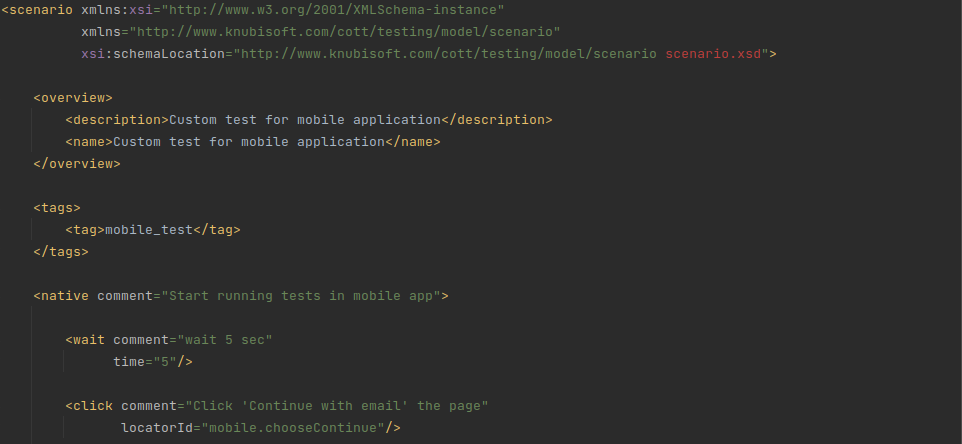 <scenario xmlns:xsi="http://www.w3.org/2001/XMLSchema-instance"
xmlns="http://www.knubisoft.com/cott/testing/model/scenario"
xsi:schemaLocation="http://www.knubisoft.com/cott/testing/model/scenario scenario.xsd">
<overview>
<description>Custom test for mobile application</description>
<name>Custom test for mobile application</name>
</overview>
<tags>
<tag>mobile_test</tag>
</tags>
<native comment="Start running tests in mobile app">
<wait comment="wait 5 sec"
time="5"/>
<click comment="Click 'Continue with email' the page"
locatorId="mobile.chooseContinue"/>